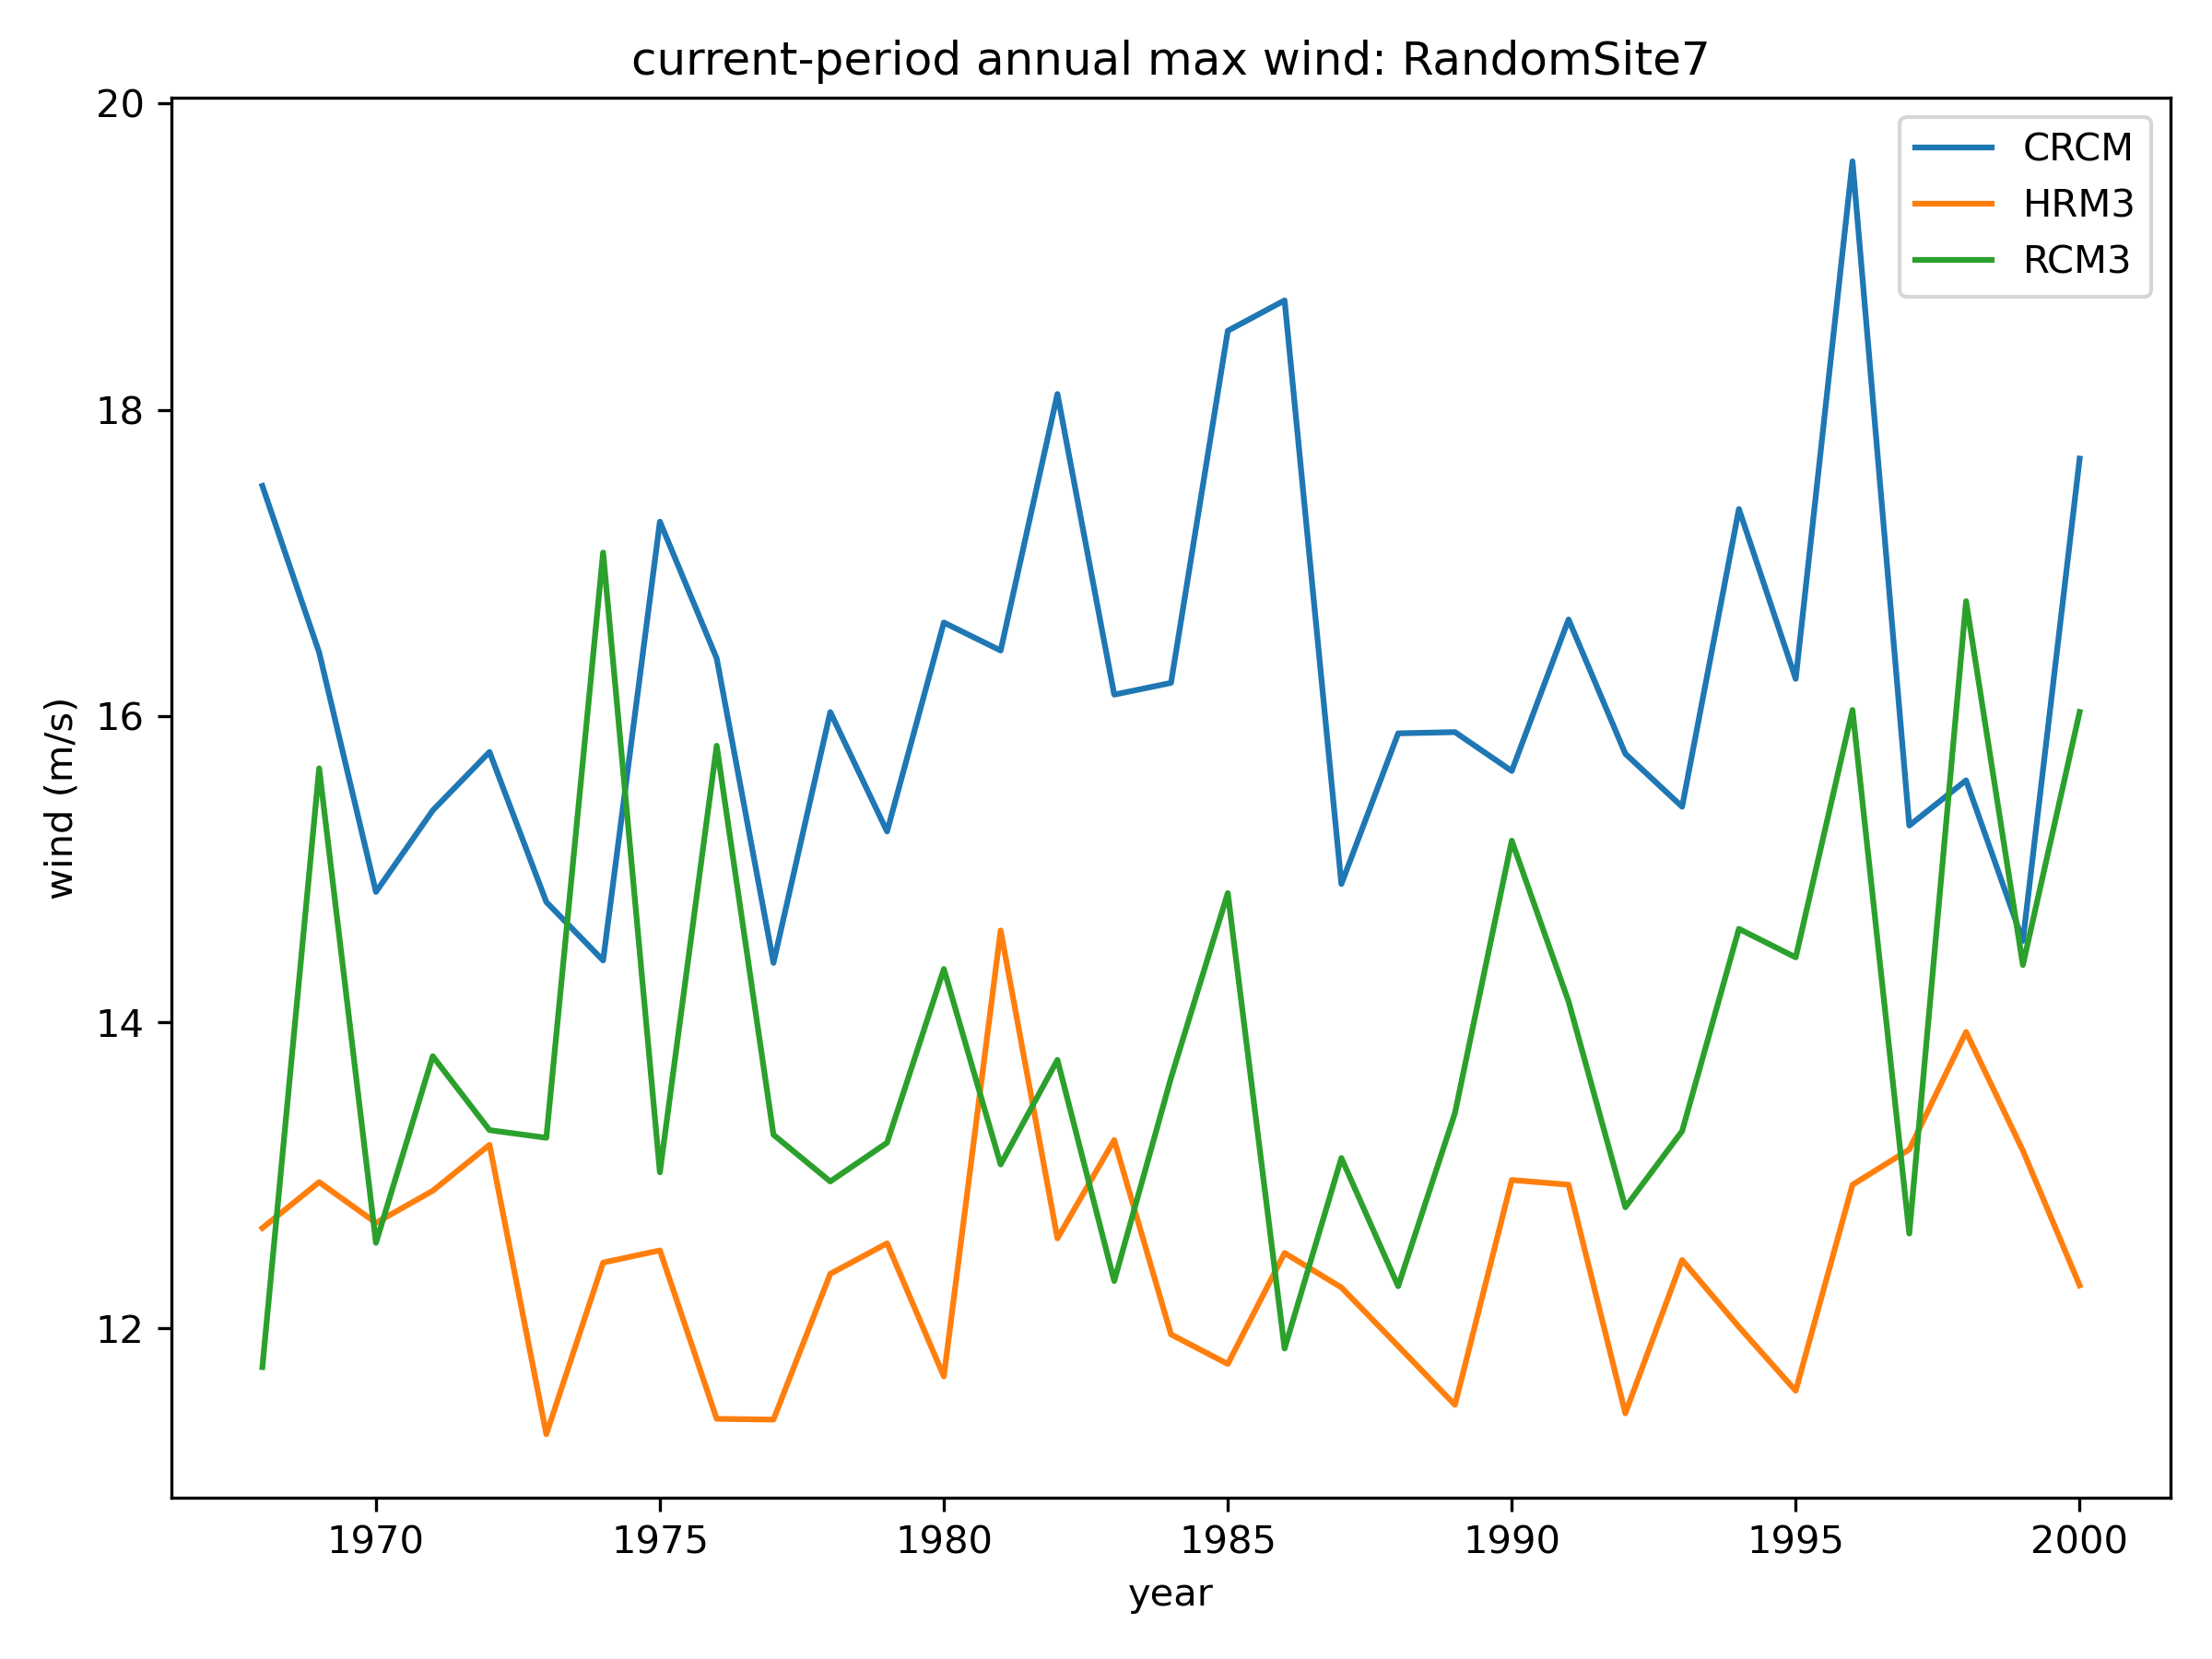 current-period annual max wind: RandomSite7
20
18
16
14
12
wind (m/s)
CRCM
HRM3
RCM3
1970 1975 1980 1985 1990 1995 2000
year